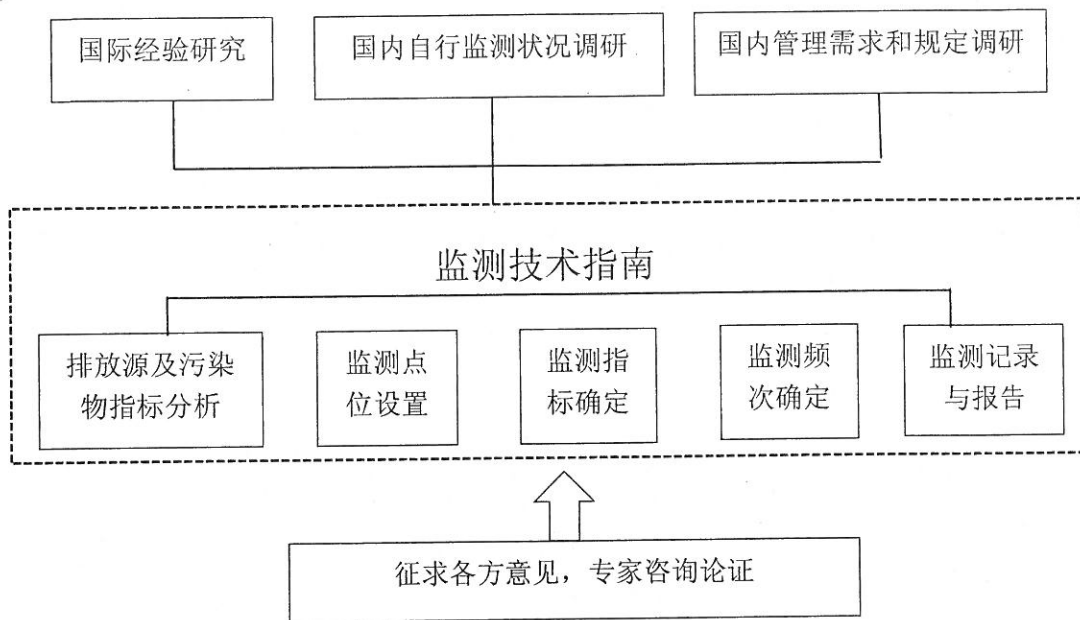 国际经验研究
国内自行监测状况调研
国内管理需求和规定调研
监测技术指南
排放源及污染
物指标分析
监测点
位设置
监测指
标确定
监测频
次确定
监测记录
与报告
征求各方意见，专家咨询论证